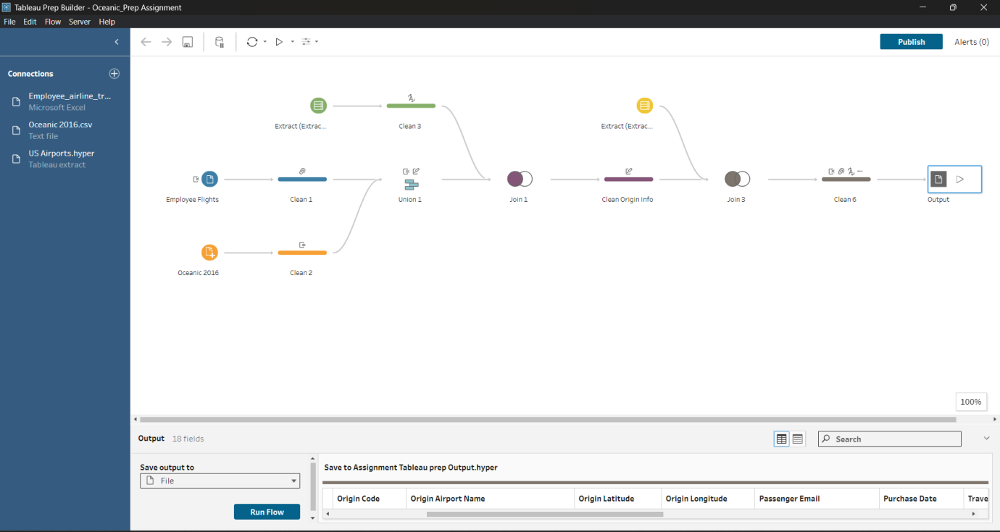 Tableau Prep Builder - Oceanic_Prep Assignment
File Edit Flow Server Help
Publish
Alerts (0)
Connections
Employee_airline_tr...
Microsoft Excel
Oceanic 2016.csv
Text file
US Airports.hyper
Tableau extract
Extract (Extrac...
Clean 3
Extract (Extrac...
Employee Flights
Clean 1
Union 1
Join 1
Clean Origin Info
Join 3
Clean 6
Output
Oceanic 2016
Clean 2
100%
Output 18 fields
Search
Save output to
File
Run Flow
Save to Assignment Tableau prep Output.hyper
Origin Code Origin Airport Name Origin Latitude Origin Longitude Passenger Email Purchase Date Trave